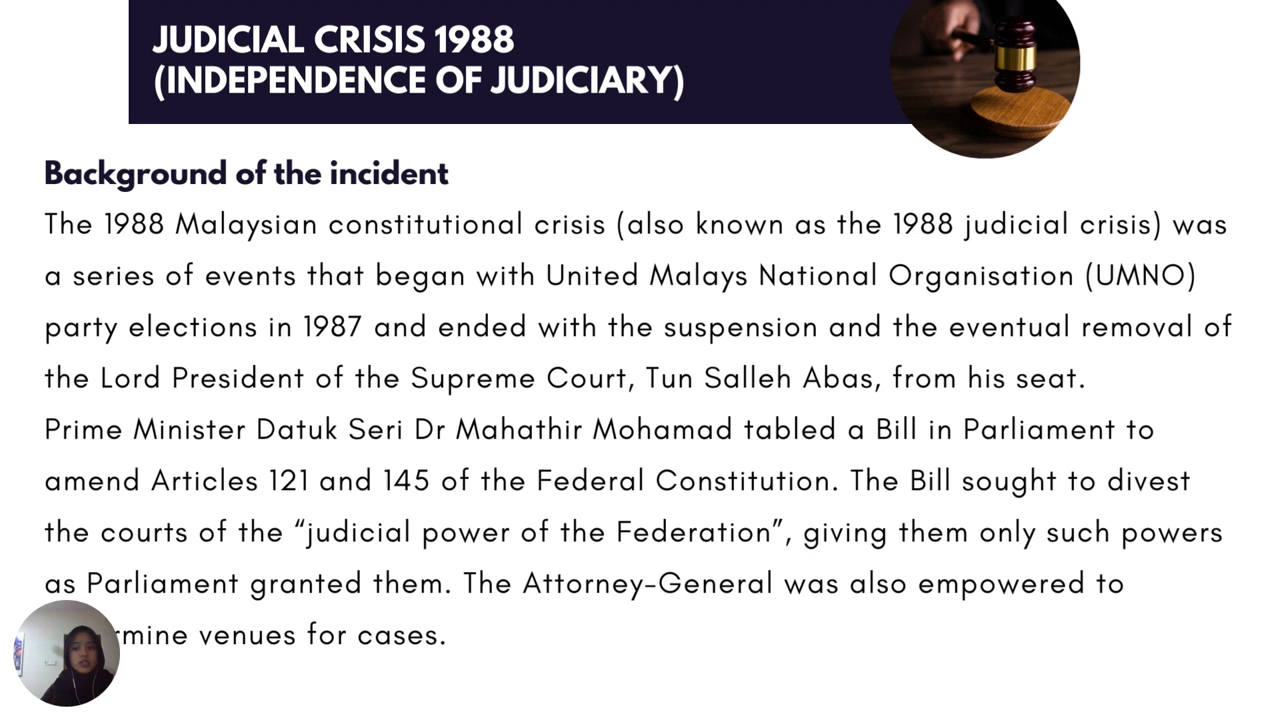 JUDICIAL CRISIS 1988
(INDEPENDENCE OF JUDICIARY)
Background of the incident
The 1988 Malaysian constitutional crisis (also known as the 1988 judicial crisis) was
a series of events that began with United Malays National Organisation (UMNO)
party elections in 1987 and ended with the suspension and the eventual removal of
the Lord President of the Supreme Court, Tun Salleh Abas, from his seat.
Prime Minister Datuk Seri Dr Mahathir Mohamad tabled a Bill in Parliament to
amend Articles 121 and 145 of the Federal Constitution. The Bill sought to divest
the courts of the “judicial power of the Federation”, giving them only such powers
as Parliament granted them. The Attorney-General was also empowered to
rmine venues for cases.